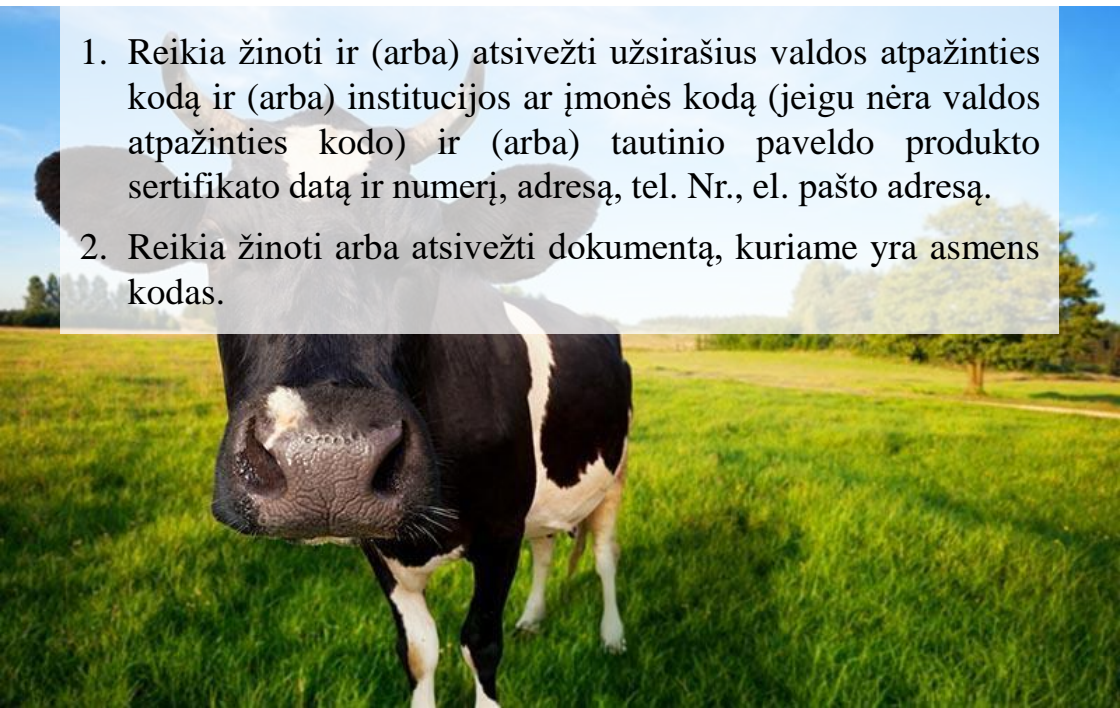 1. Reikia žinoti ir (arba) atsivežti užsirašius valdos atpažinties
kodą ir (arba) institucijos ar įmonės kodą (jeigu nėra valdos
atpažinties kodo) ir (arba) tautinio paveldo produkto
sertifikato datą ir numerį, adresą, tel. Nr., el. pašto adresą.
2. Reikia žinoti arba atsivežti dokumentą, kuriame yra asmens
kodas.